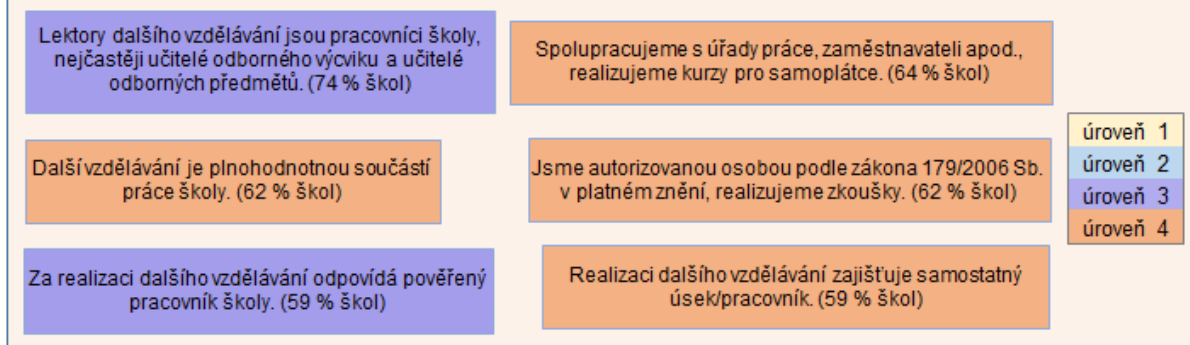 Lektory dalšího vzdělávání jsou pracovníci školy,
nejčastěji učitelé odborného výcviku a učitelé
odborných předmětů. (74 % škol)
Spolupracujeme s úřady práce, zaměstnavateli apod.,
realizujeme kurzy pro samoplátce. (64 % škol)
Další vzdělávání je plnohodnotnou součástí
práce školy. (62 % škol)
Jsme autorizovanou osobou podle zákona 179/2006 Sb.
v platném znění, realizujeme zkoušky. (62 % škol)
Za realizaci dalšího vzdělávání odpovídá pověřený
pracovník školy. (59 % škol)
Realizaci dalšího vzdělávání zajišťuje samostatný
úsek/pracovník. (59 % škol)
úroveň 1
úroveň 2
úroveň 3
úroveň 4